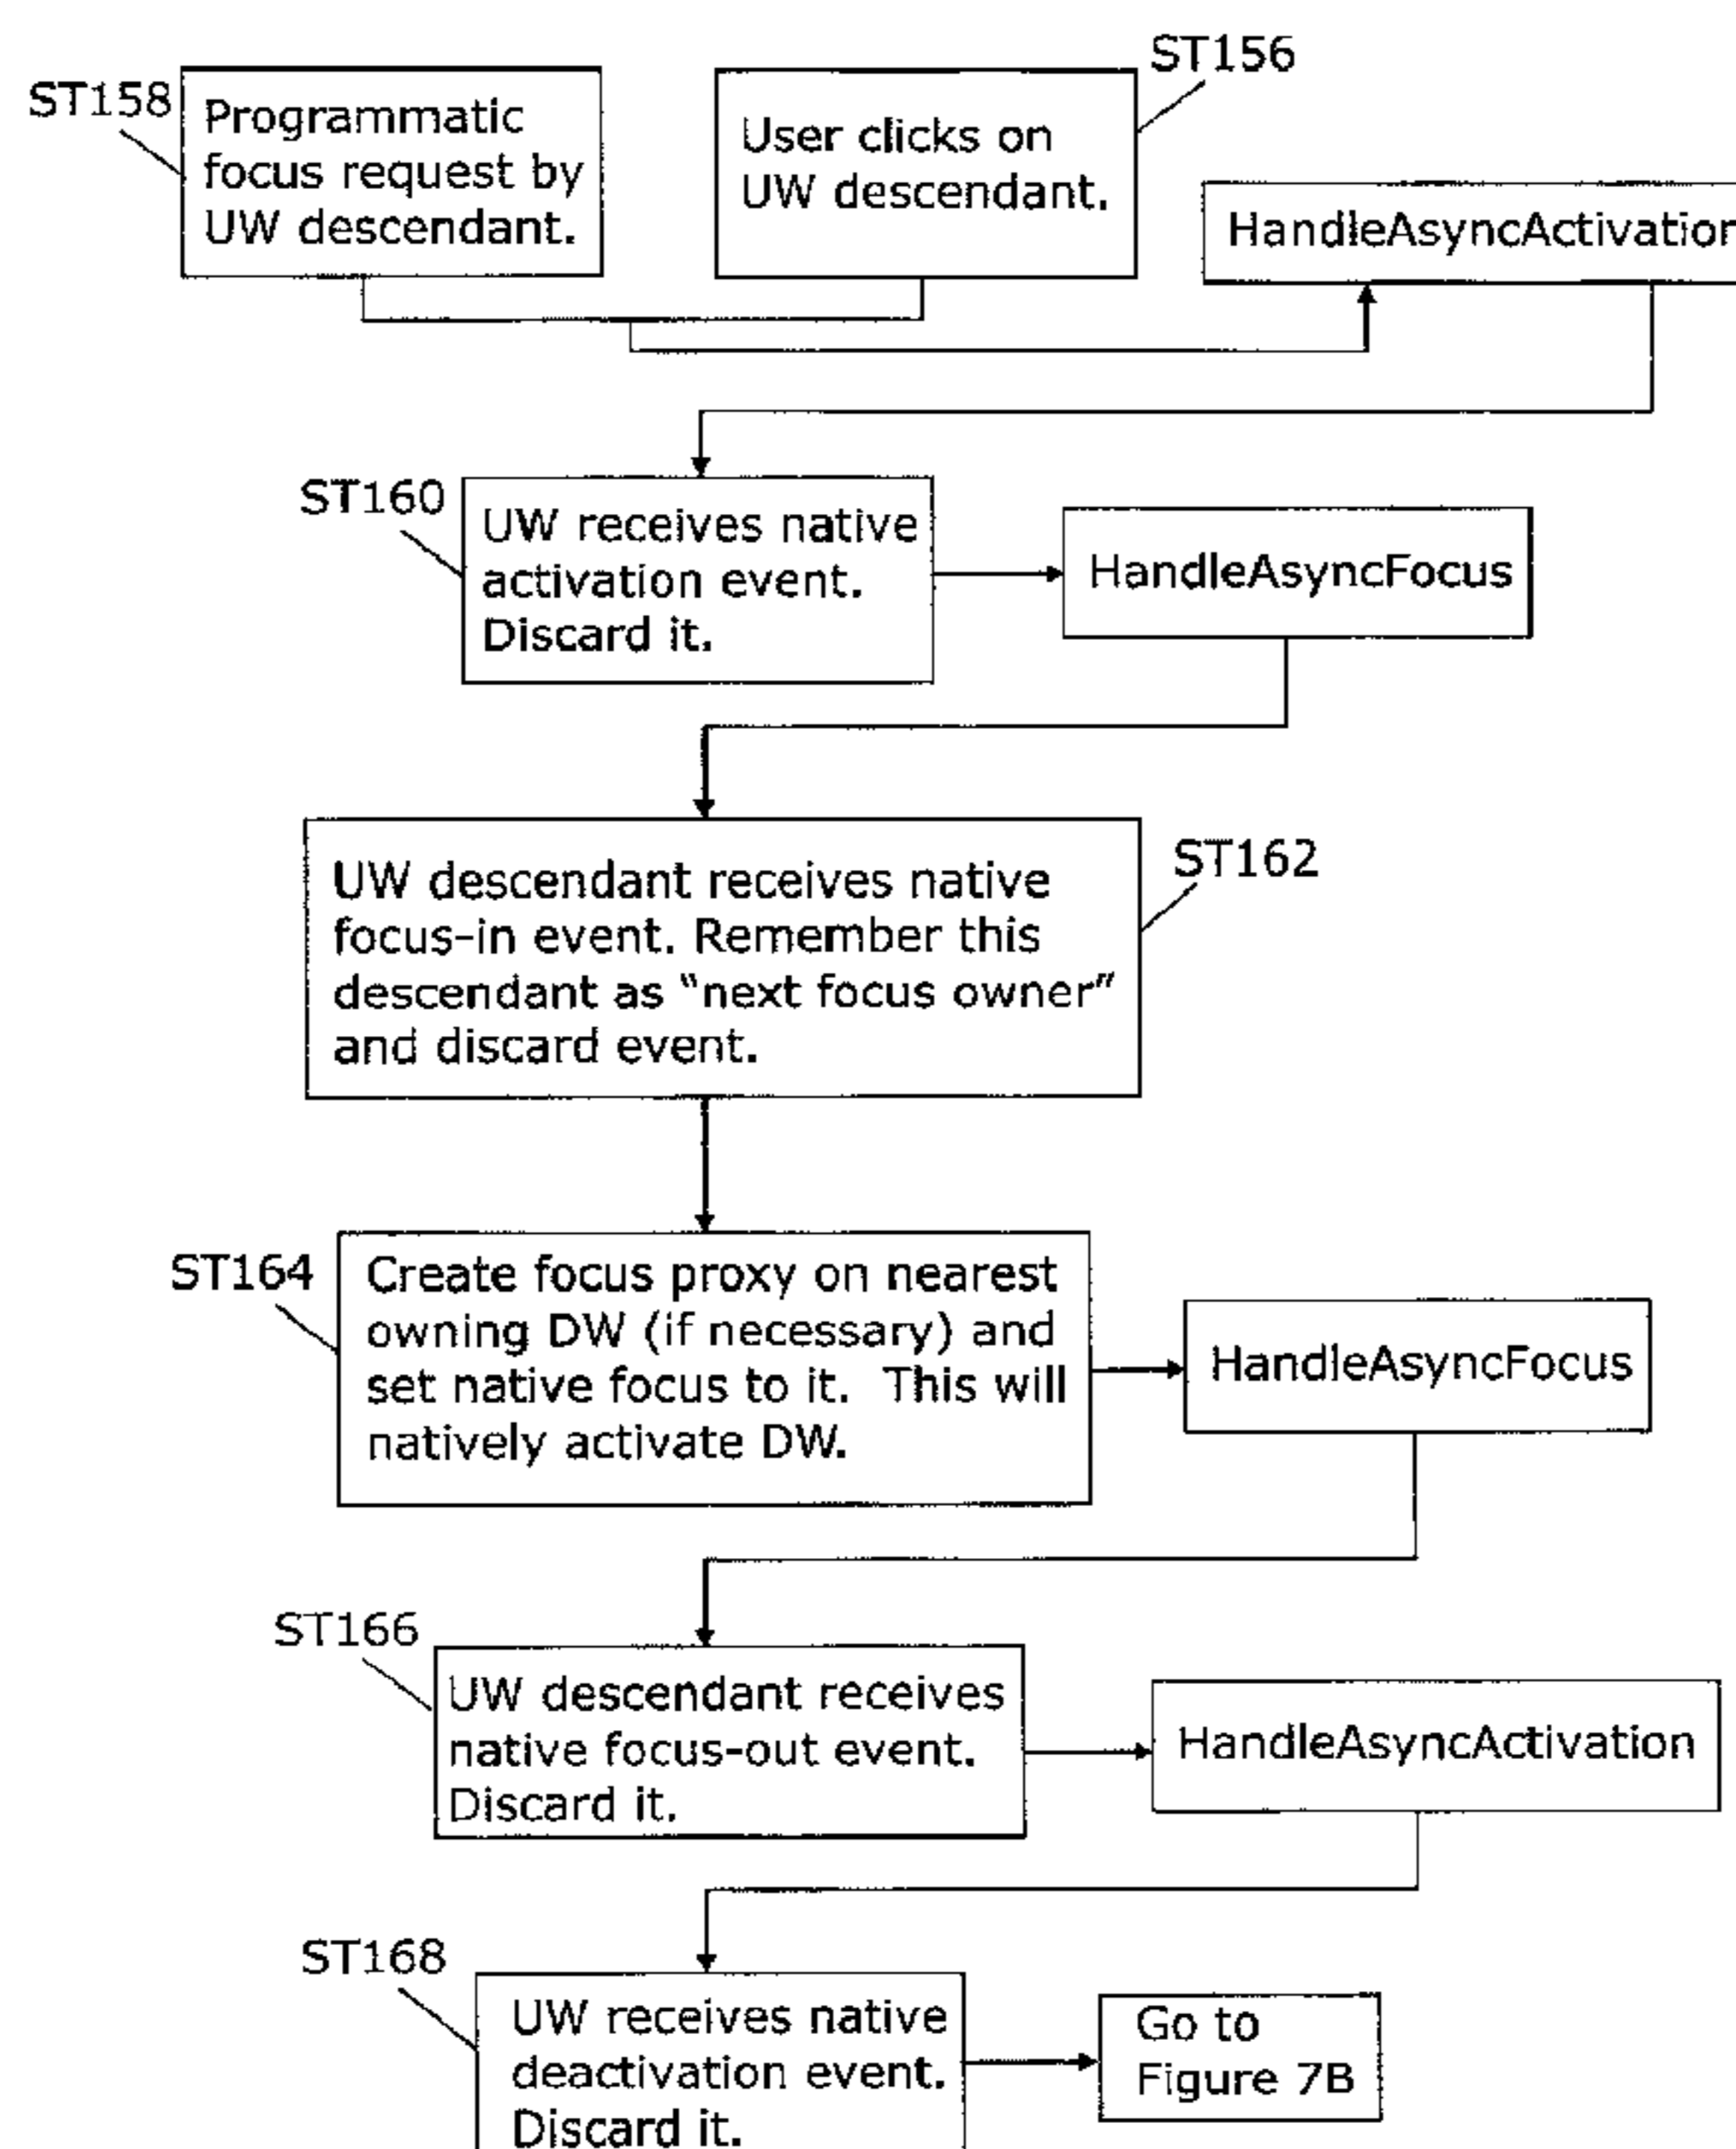 ST158
Programmatic
focus request by
UW descendant.
ST156
User clicks on
UW descendant.
HandleAsyncActivation
ST160
UW receives native
activation event.
Discard it.
HandleAsyncFocus
ST162
UW descendant receives native
focus-in event. Remember this
descendant as "next focus owner"
and discard event.
ST164
Create focus proxy on nearest
owning DW (if necessary) and
set native focus to it. This will
natively activate DW.
HandleAsyncFocus
ST166
UW descendant receives
native focus-out event.
Discard it.
HandleAsyncActivation
ST168
UW receives native
deactivation event.
Discard it.
Go to
Figure 7B